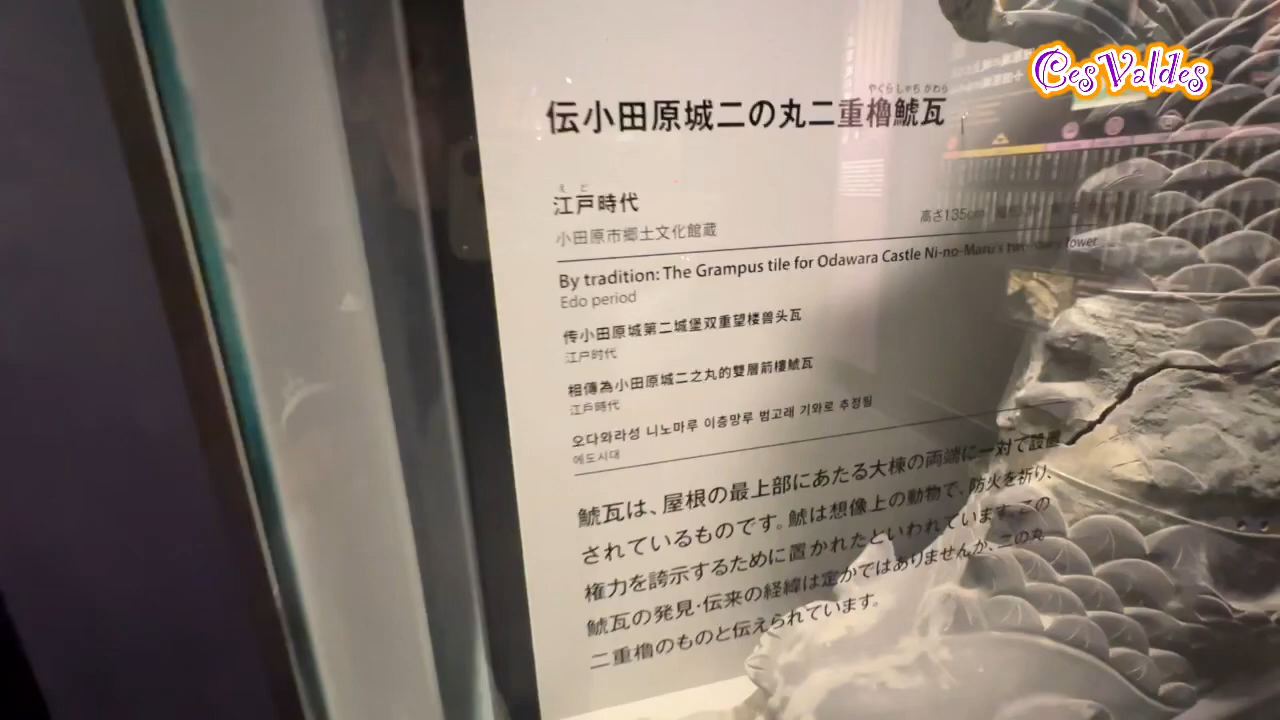 CesValdes
やぐら しゃち がわら
伝小田原城二の丸二重櫓鯱瓦
えど
江戸時代
小田原市郷土文化館蔵
高さ135cm
By tradition: The Grampus tile for Odawara Castle Ni-no-Maru's two-story tower
Edo period
传小田原城第二城堡双重望楼兽头瓦
江户时代
相傳為小田原城二之丸的雙層箭樓鯱瓦
江戶時代
오다와라성 니노마루 이층망루 범고래 기와로 추정됨
에도시대
鯱瓦は、屋根の最上部にあたる大棟の両端に一対で設置
されているものです。鯱は想像上の動物で、防火を祈り、
権力を誇示するために置かれたといわれています。この
鯱瓦の発見・伝来の経緯は定かではありませんが、二の丸
二重櫓のものと伝えられています。